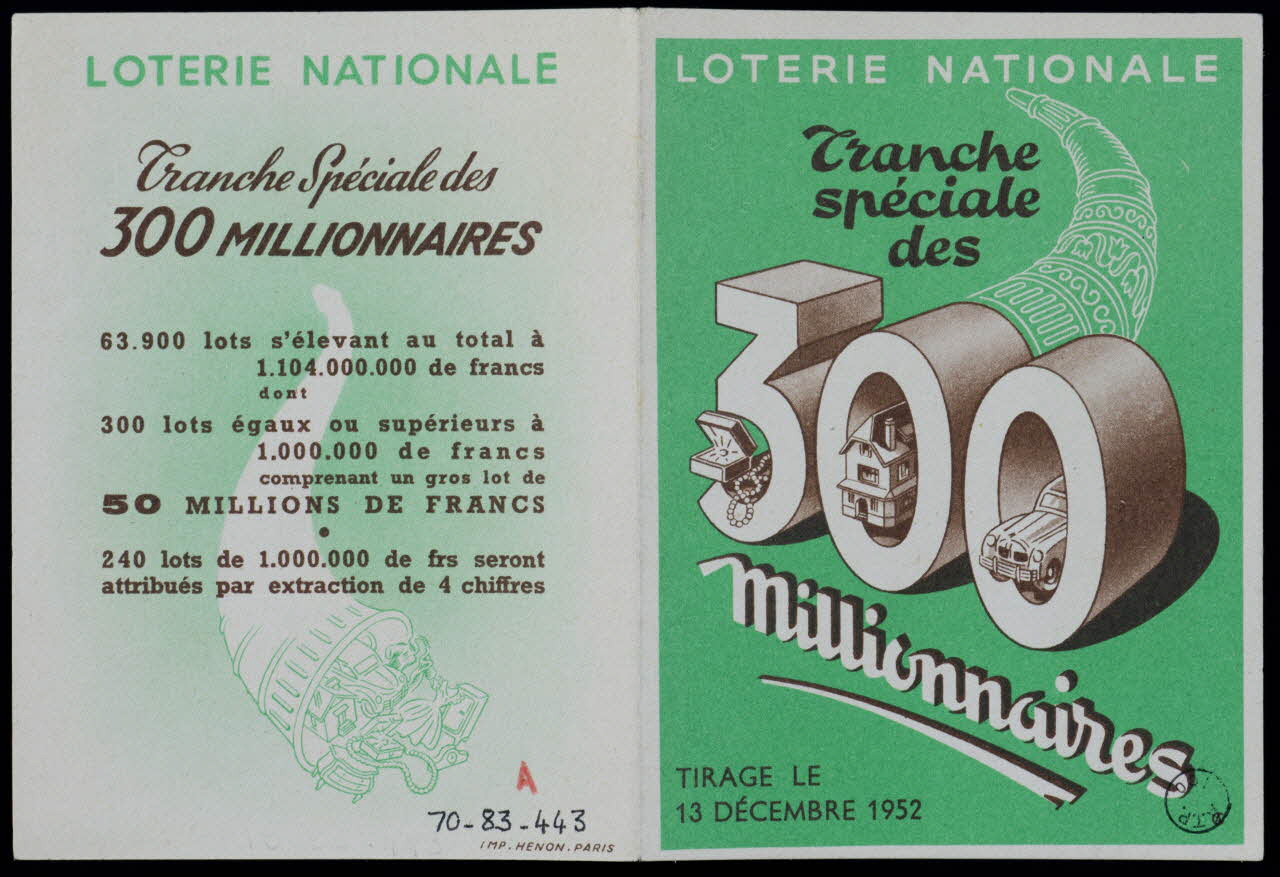 LOTERIE NATIONALE
Tranche Spéciale des
300 MILLIONNAIRES
63.900 lots s'élevant au total à
1.104.000.000 de francs
dont
300 lots égaux ou supérieurs à
1.000.000 de francs
comprenant un gros lot de
50 MILLIONS DE FRANCS
•
240 lots de 1.000.000 de frs seront
attribués par extraction de 4 chiffres
A
70-83-443
IMP. HENON. PARIS
LOTERIE NATIONALE
Tranche
spéciale
des
300
Millionnaires
TIRAGE LE
13 DÉCEMBRE 1952